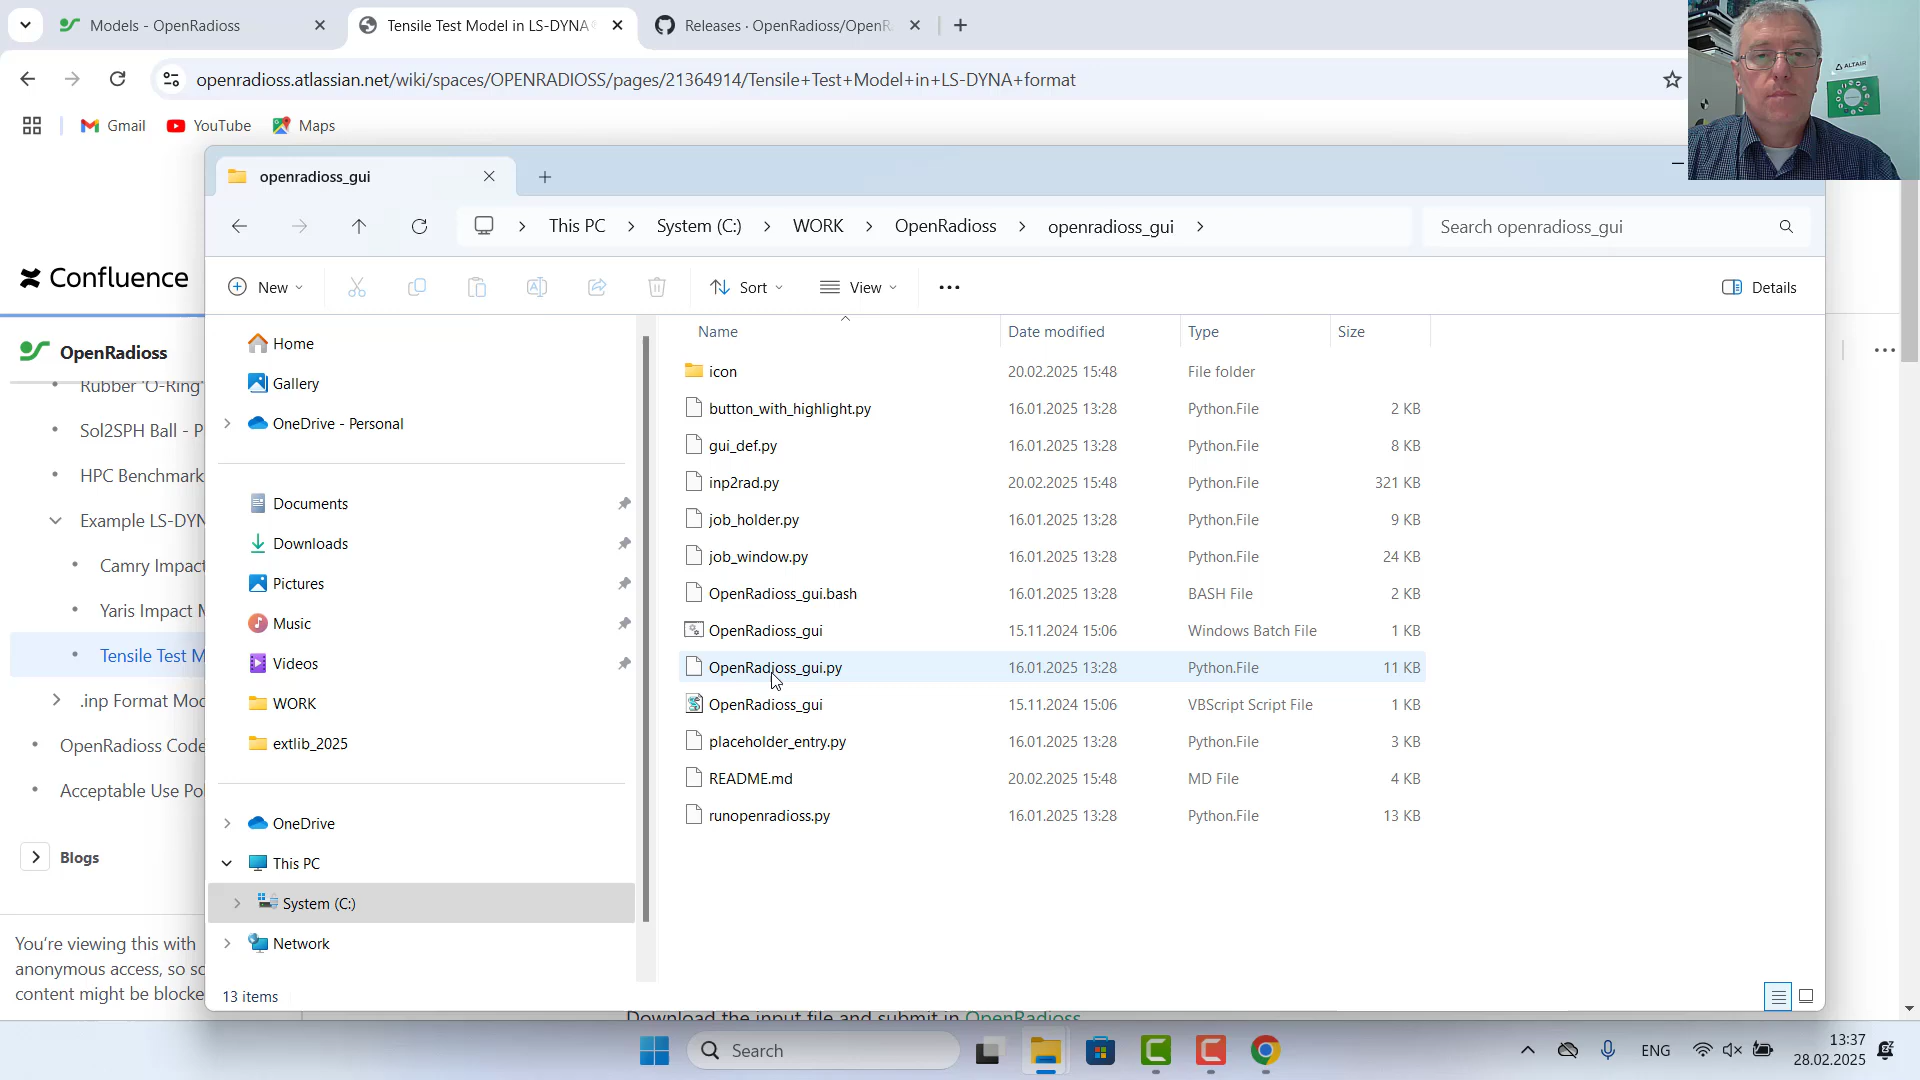 Models - OpenRadioss
Tensile Test Model in LS-DYNA
Releases · OpenRadioss/OpenR
openradioss.atlassian.net/wiki/spaces/OPENRADIOSS/pages/21364914/Tensile+Test+Model+in+LS-DYNA+format
Gmail
YouTube
Maps
ALTAIR
openradioss_gui
This PC
System (C:)
WORK
OpenRadioss
openradioss_gui
Search openradioss_gui
Confluence
New
Sort
View
Details
OpenRadioss
Rubber 'O-Ring'
Sol2SPH Ball - P
HPC Benchmark
Example LS-DYN
Camry Impact
Yaris Impact M
Tensile Test M
.inp Format Mod
OpenRadioss Code
Acceptable Use Po
Blogs
You're viewing this with
anonymous access, so so
content might be blocke
Home
Gallery
OneDrive - Personal
Documents
Downloads
Pictures
Music
Videos
WORK
extlib_2025
OneDrive
This PC
System (C:)
Network
Name Date modified Type Size
icon 20.02.2025 15:48 File folder
button_with_highlight.py 16.01.2025 13:28 Python.File 2 KB
gui_def.py 16.01.2025 13:28 Python.File 8 KB
inp2rad.py 20.02.2025 15:48 Python.File 321 KB
job_holder.py 16.01.2025 13:28 Python.File 9 KB
job_window.py 16.01.2025 13:28 Python.File 24 KB
OpenRadioss_gui.bash 16.01.2025 13:28 BASH File 2 KB
OpenRadioss_gui 15.11.2024 15:06 Windows Batch File 1 KB
OpenRadioss_gui.py 16.01.2025 13:28 Python.File 11 KB
OpenRadioss_gui 15.11.2024 15:06 VBScript Script File 1 KB
placeholder_entry.py 16.01.2025 13:28 Python.File 3 KB
README.md 20.02.2025 15:48 MD File 4 KB
runopenradioss.py 16.01.2025 13:28 Python.File 13 KB
13 items
Download the input file and submit in OpenRadioss
Search
ENG
13:37
28.02.2025